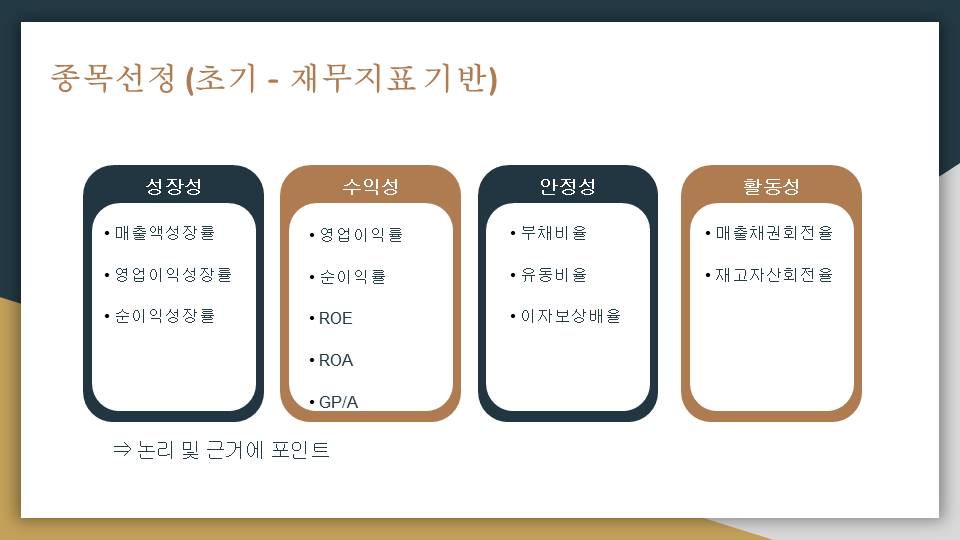 종목선정 (초기 - 재무지표 기반)
성장성
• 매출액성장률
• 영업이익성장률
• 순이익성장률
수익성
• 영업이익률
• 순이익률
• ROE
• ROA
• GP/A
안정성
• 부채비율
• 유동비율
• 이자보상배율
활동성
• 매출채권회전율
• 재고자산회전율
⇒ 논리 및 근거에 포인트